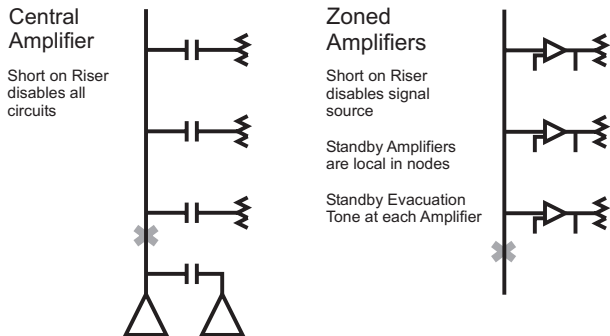 Central
Amplifier
Short on Riser
disables all
circuits
Zoned
Amplifiers
Short on Riser
disables signal
source
Standby Amplifiers
are local in nodes
Standby Evacuation
Tone at each Amplifier